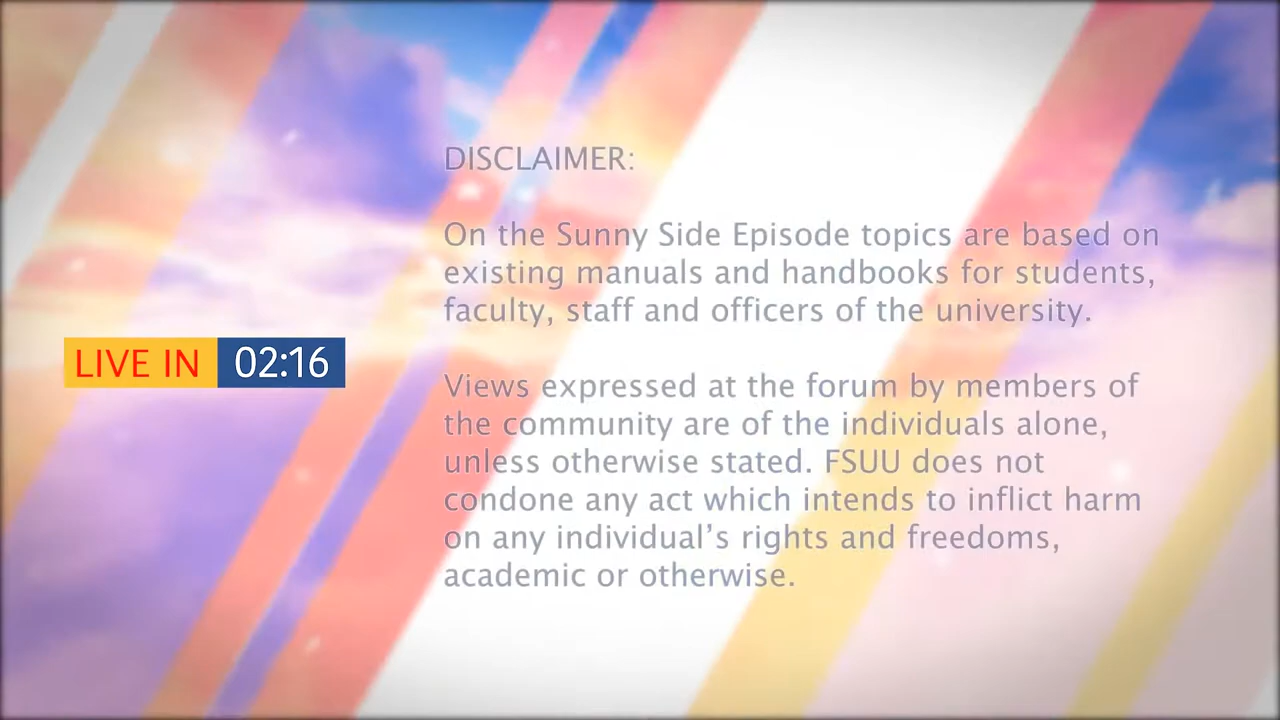 DISCLAIMER:
On the Sunny Side Episode topics are based on
existing manuals and handbooks for students,
faculty, staff and officers of the university.
LIVE IN 02:16
Views expressed at the forum by members of
the community are of the individuals alone,
unless otherwise stated. FSUU does not
condone any act which intends to inflict harm
on any individual’s rights and freedoms,
academic or otherwise.